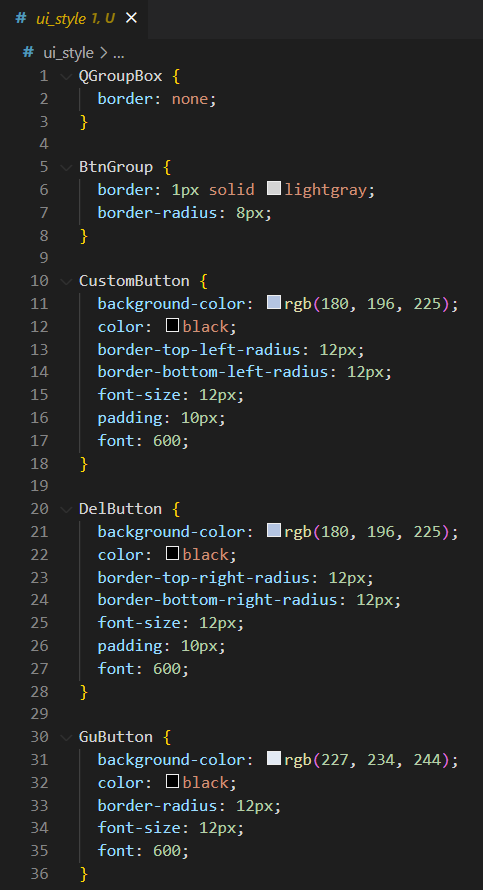 # ui_style 1, U ×
# ui_style > ...
1 QGroupBox {
2 border: none;
3 }
4
5 BtnGroup {
6 border: 1px solid lightgray;
7 border-radius: 8px;
8 }
9
10 CustomButton {
11 background-color: rgb(180, 196, 225);
12 color: black;
13 border-top-left-radius: 12px;
14 border-bottom-left-radius: 12px;
15 font-size: 12px;
16 padding: 10px;
17 font: 600;
18 }
19
20 DelButton {
21 background-color: rgb(180, 196, 225);
22 color: black;
23 border-top-right-radius: 12px;
24 border-bottom-right-radius: 12px;
25 font-size: 12px;
26 padding: 10px;
27 font: 600;
28 }
29
30 GuButton {
31 background-color: rgb(227, 234, 244);
32 color: black;
33 border-radius: 12px;
34 font-size: 12px;
35 font: 600;
36 }